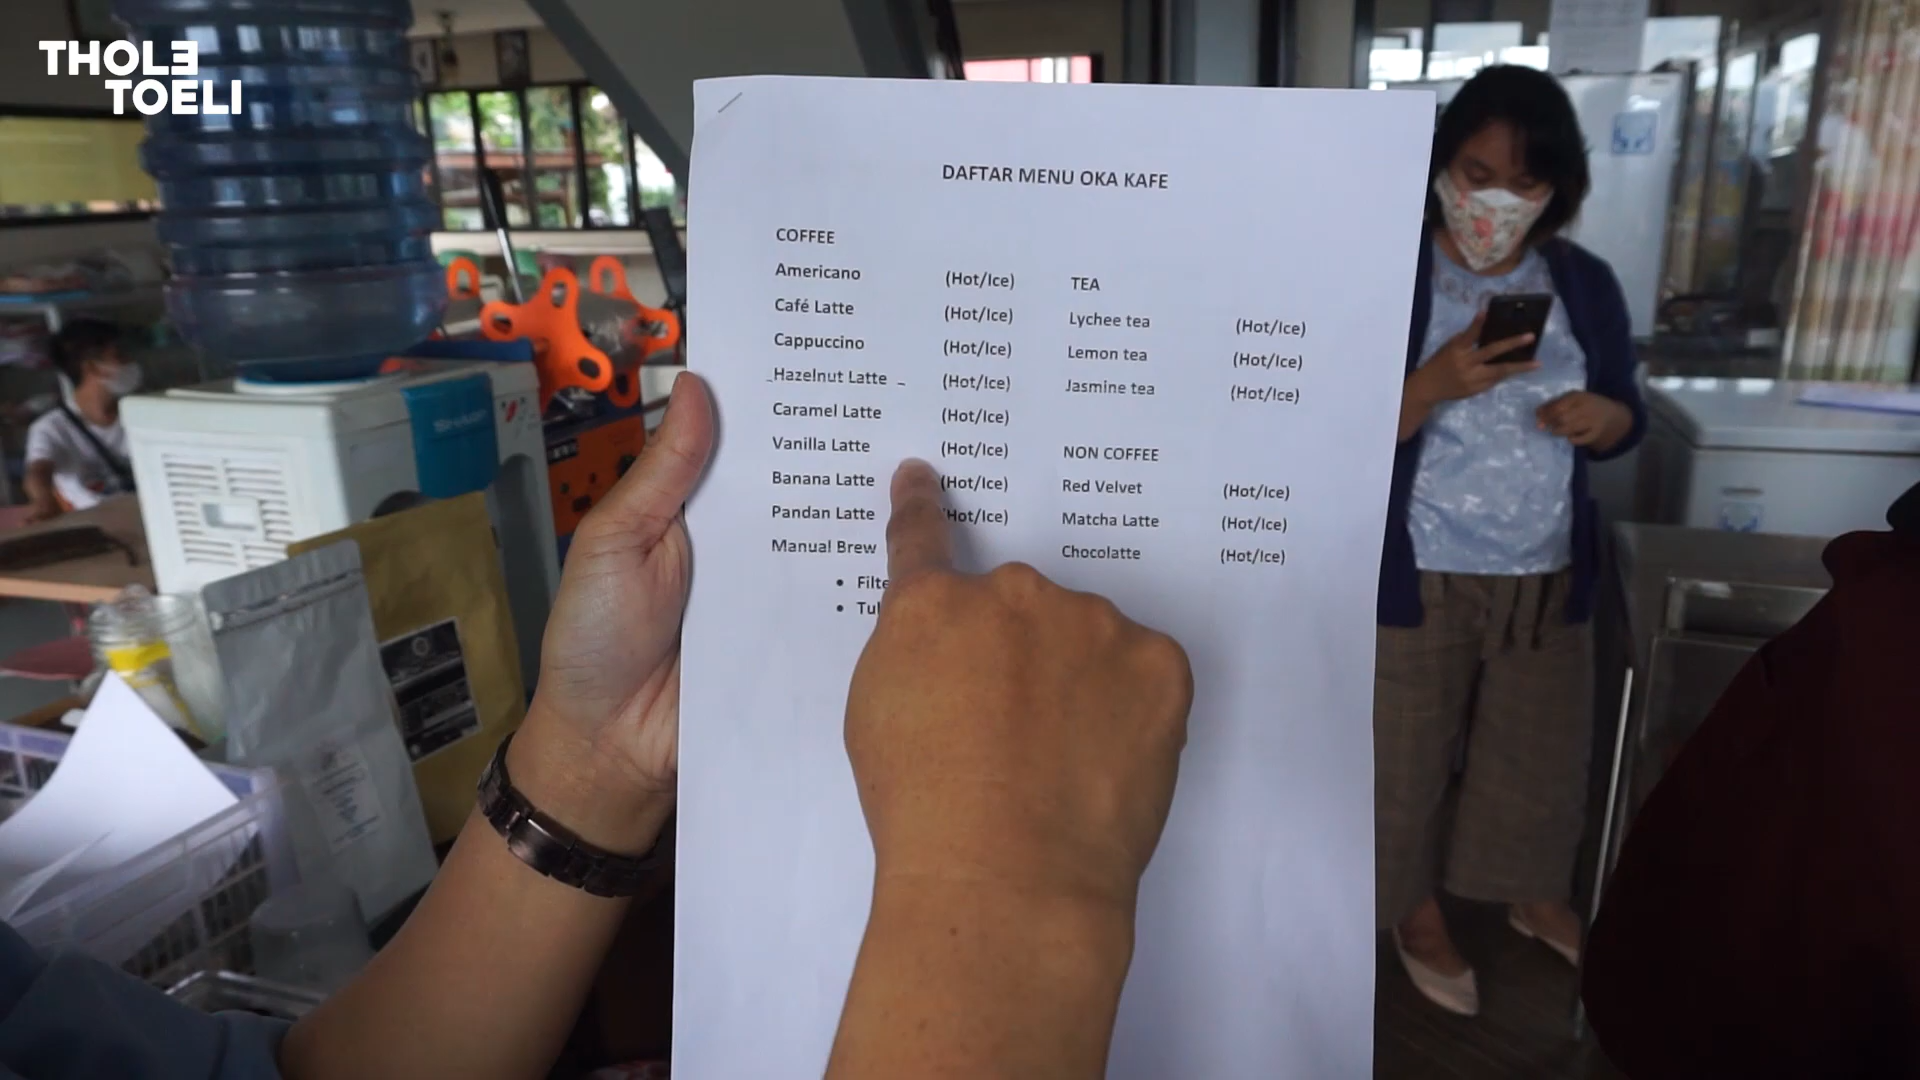 THOLE
TOELI
DAFTAR MENU OKA KAFE
COFFEE
Americano (Hot/Ice)
Café Latte (Hot/Ice)
Cappuccino (Hot/Ice)
Hazelnut Latte (Hot/Ice)
Caramel Latte (Hot/Ice)
Vanilla Latte (Hot/Ice)
Banana Latte (Hot/Ice)
Pandan Latte (Hot/Ice)
Manual Brew
• 
• 
TEA
Lychee tea (Hot/Ice)
Lemon tea (Hot/Ice)
Jasmine tea (Hot/Ice)
NON COFFEE
Red Velvet (Hot/Ice)
Matcha Latte (Hot/Ice)
Chocolatte (Hot/Ice)